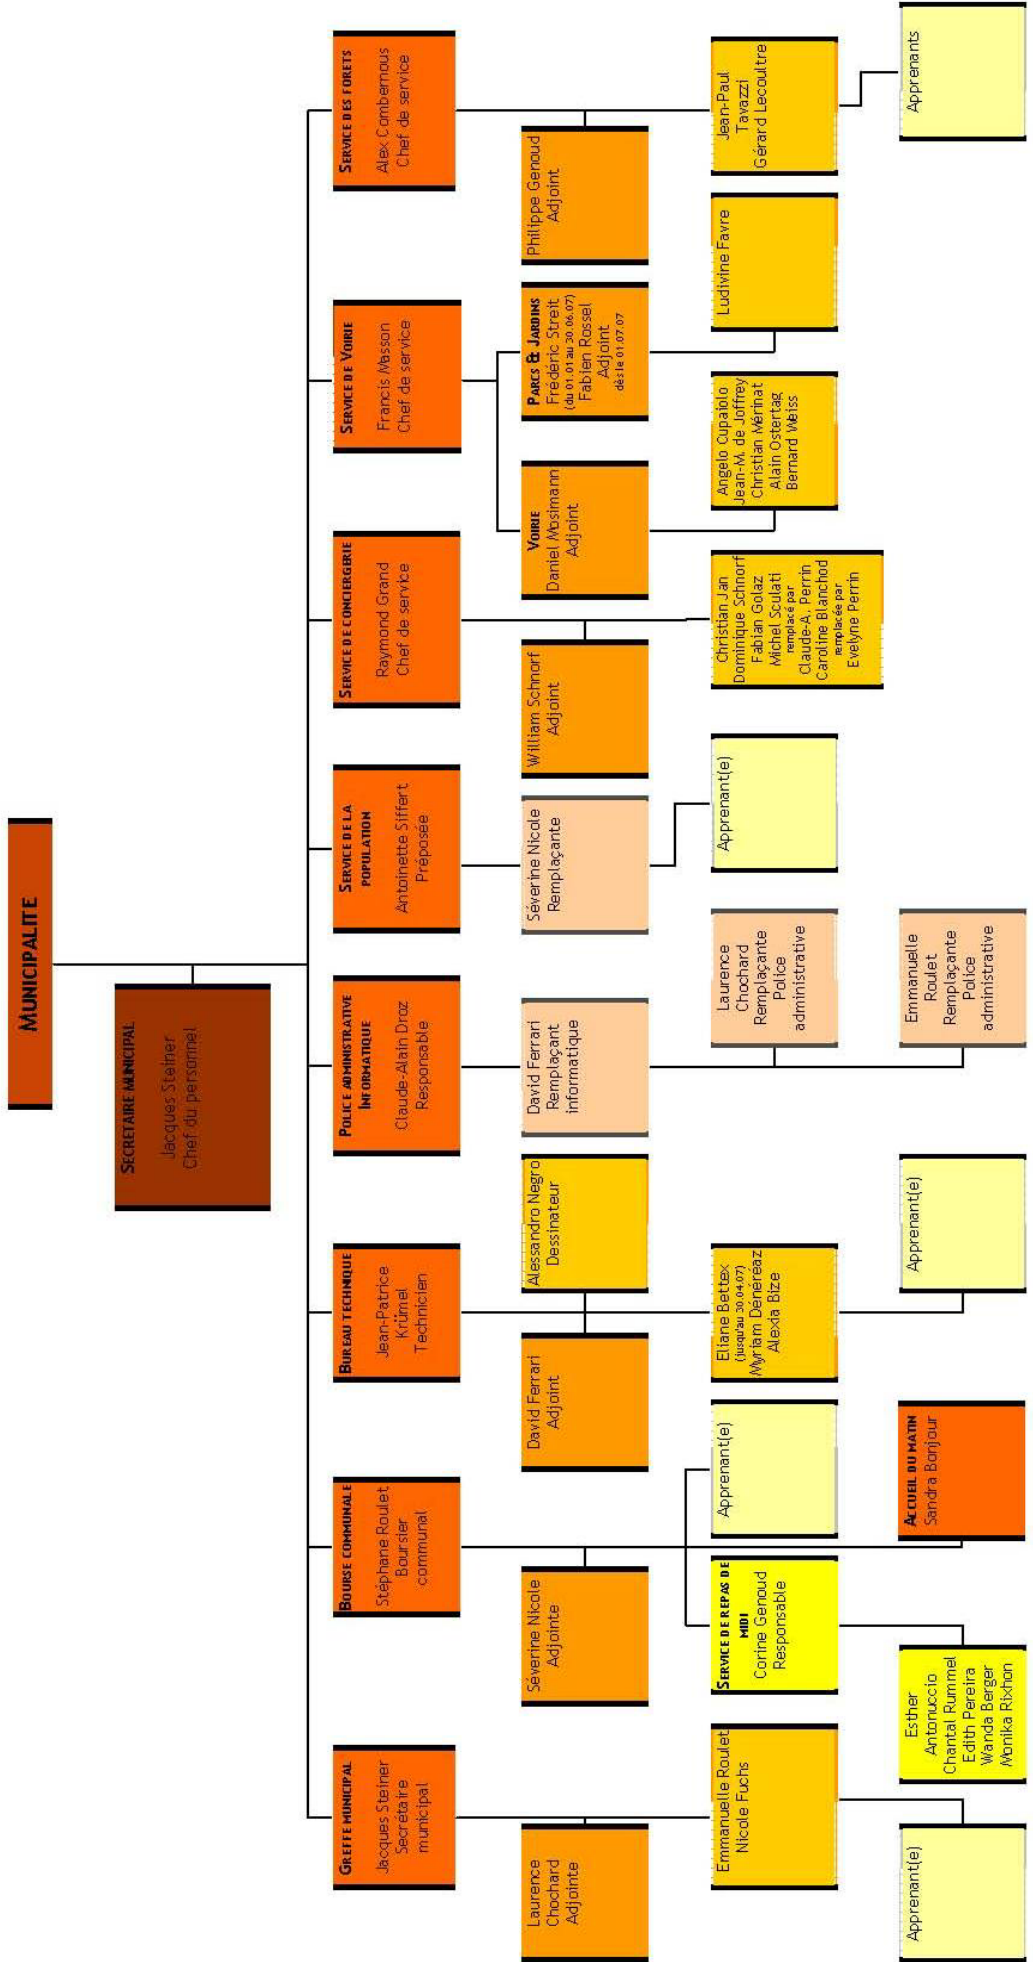 MUNICIPALITE
SECRETAIRE MUNICIPAL
Jacques Steiner
Chef du personnel
GREFFE MUNICIPAL
Jacques Steiner
Secrétaire
municipal
BOURSE COMMUNALE
Stéphane Roulet
Boursier
communal
BUREAU TECHNIQUE
Jean-Patrice
Krümel
Technicien
POLICE ADMINISTRATIVE
INFORMATIQUE
Claude-Alain Droz
Responsable
SERVICE DE LA
POPULATION
Antoinette Siffert
Préposée
SERVICE DE CONCIERGERIE
Raymond Grand
Chef de service
SERVICE DE VOIRIE
Francis Masson
Chef de service
SERVICE DES FORETS
Alex Combernous
Chef de service
Laurence
Chochard
Adjointe
Séverine Nicole
Adjointe
David Ferrari
Adjoint
Alessandro Negro
Dessinateur
David Ferrari
Remplaçant
informatique
Séverine Nicole
Remplaçante
William Schnorf
Adjoint
VOIRIE
Daniel Mosimann
Adjoint
PARCS & JARDINS
Frédéric Streit
(du 01.01 au 30.06.07)
Fabien Rossel
Adjoint
dès le 01.07.07
Philippe Genoud
Adjoint
Emmanuelle Roulet
Nicole Fuchs
SERVICE DE REPAS DE
MIDI
Corine Genoud
Responsable
Apprenant(e)
Eliane Bettex
(jusqu'au 30.04.07)
Myriam Dénéréaz
Alexia Bize
Laurence
Chochard
Remplaçante
Police
administrative
Apprenant(e)
Christian Jan
Dominique Schnorf
Fabian Golaz
Michel Sculati
remplacé par
Claude-A. Perrin
Caroline Blanchod
remplacée par
Evelyne Perrin
Angelo Cupaiolo
Jean-M. de Joffrey
Christian Mérinat
Alain Ostertag
Bernard Weiss
Ludivine Favre
Jean-Paul
Tavazzi
Gérard Lecoultre
Apprenant(e)
Esther
Antonuccio
Chantal Rummel
Edith Pereira
Wanda Berger
Monika Rixhon
ACCUEIL DU MATIN
Sandra Bonjour
Apprenant(e)
Emmanuelle
Roulet
Remplaçante
Police
administrative
Apprenants